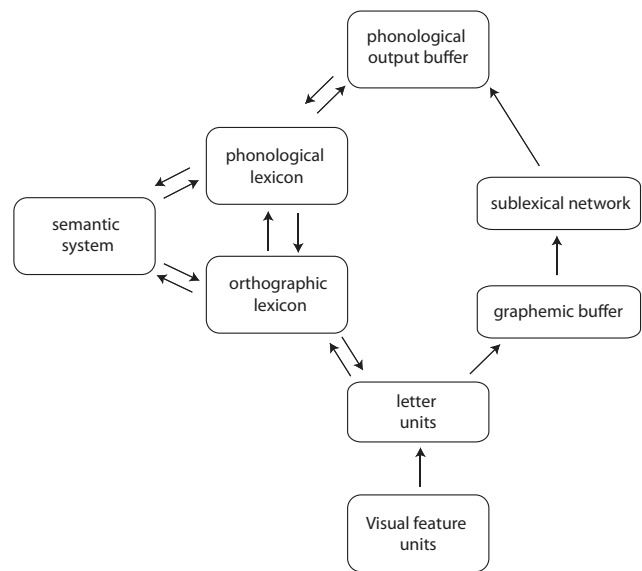 phonological
output buffer
phonological
lexicon
sublexical network
semantic
system
orthographic
lexicon
graphemic buffer
letter
units
Visual feature
units